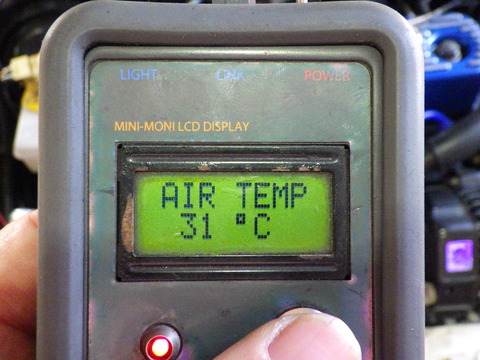 LIGHT LINK POWER
MINI-MONI LCD DISPLAY
AIR TEMP
31 °C